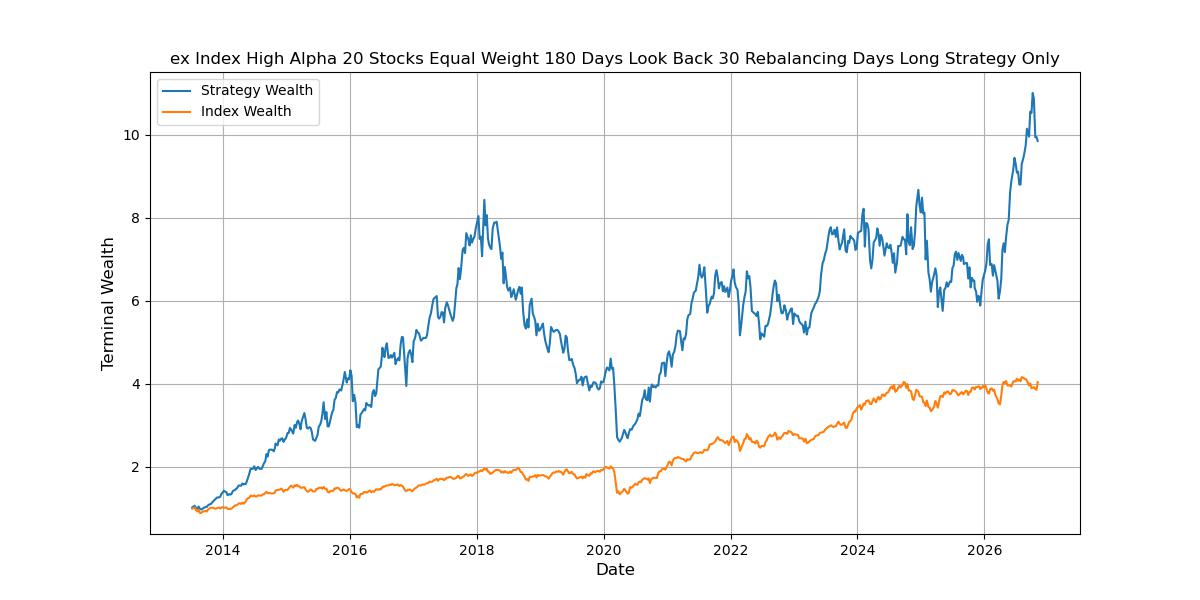 ex Index High Alpha 20 Stocks Equal Weight 180 Days Look Back 30 Rebalancing Days Long Strategy Only
Strategy Wealth
Index Wealth
Terminal Wealth
10
8
6
4
2
2014 2016 2018 2020 2022 2024 2026
Date